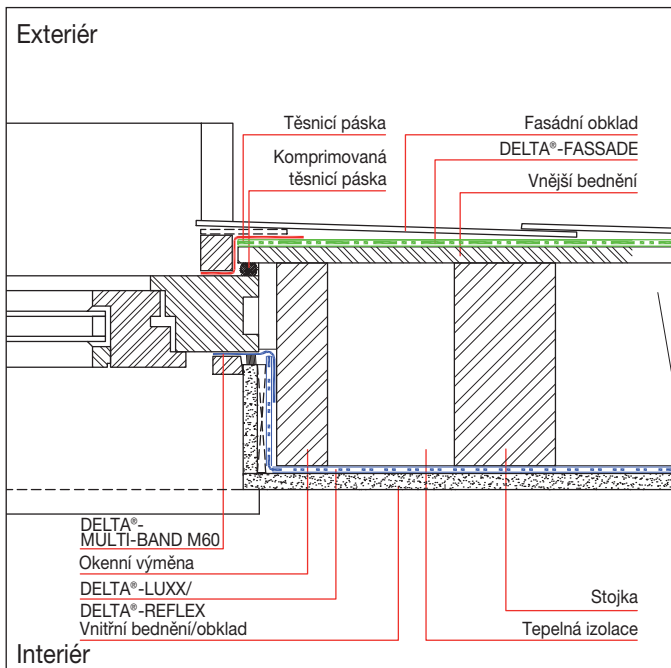 Exteriér
Těsnicí páska
Komprimovaná
těsnicí páska
Fasádní obklad
DELTA®-FASSADE
Vnější bednění
DELTA®-
MULTI-BAND M60
Okenní výměna
DELTA®-LUXX/
DELTA®-REFLEX
Vnitřní bednění/obklad
Stojka
Tepelná izolace
Interiér